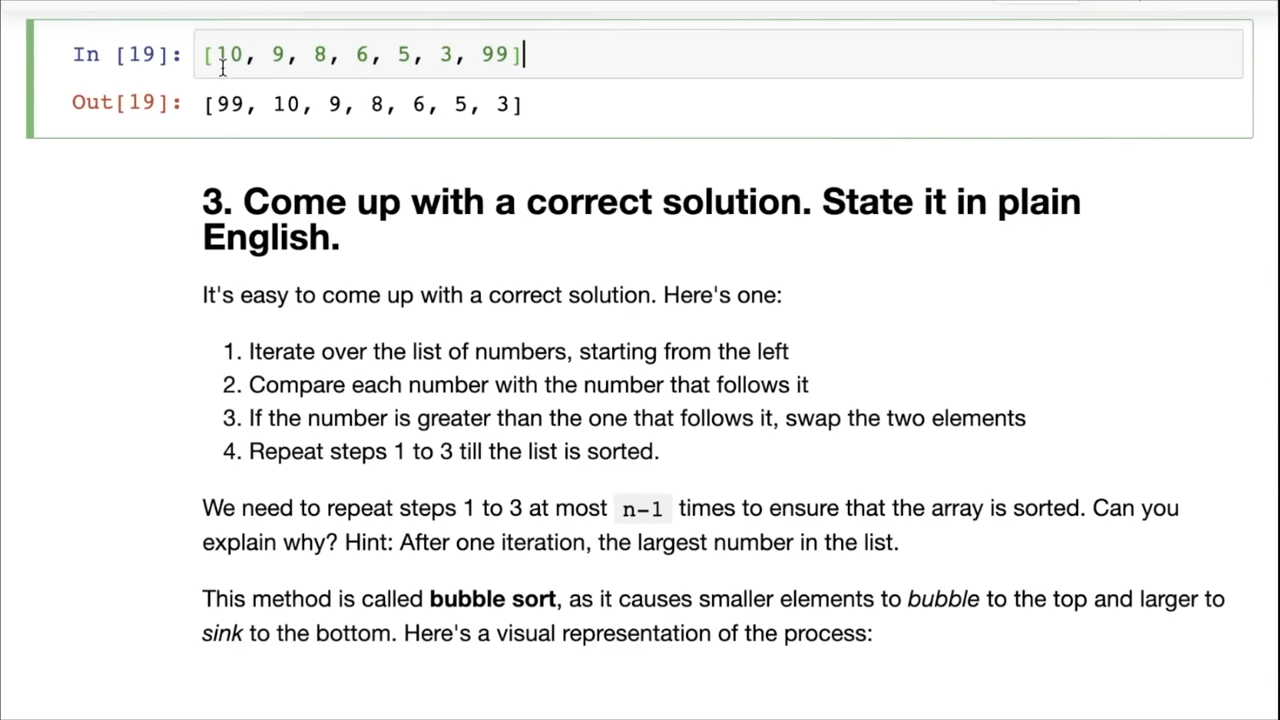 In [19]: [10, 9, 8, 6, 5, 3, 99]
Out[19]: [99, 10, 9, 8, 6, 5, 3]
3. Come up with a correct solution. State it in plain
English.
It's easy to come up with a correct solution. Here's one:
1. Iterate over the list of numbers, starting from the left
2. Compare each number with the number that follows it
3. If the number is greater than the one that follows it, swap the two elements
4. Repeat steps 1 to 3 till the list is sorted.
We need to repeat steps 1 to 3 at most n-1 times to ensure that the array is sorted. Can you
explain why? Hint: After one iteration, the largest number in the list.
This method is called bubble sort, as it causes smaller elements to bubble to the top and larger to
sink to the bottom. Here's a visual representation of the process: